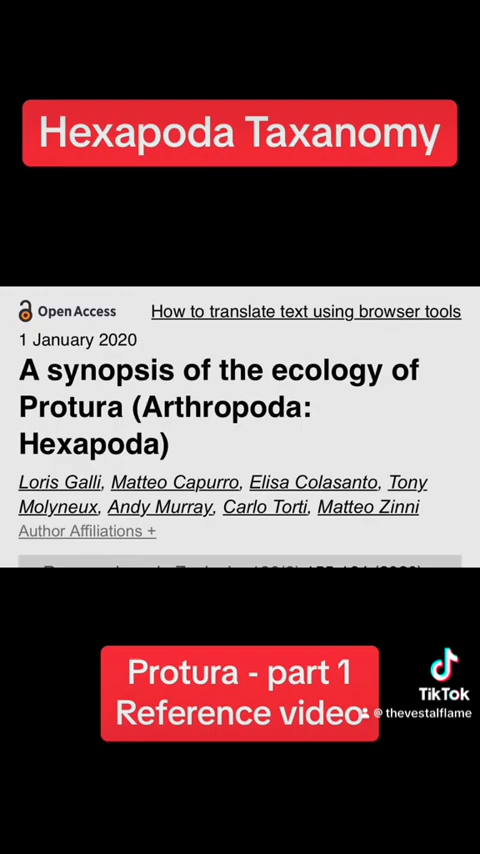 Hexapoda Taxanomy
Open Access
How to translate text using browser tools
1 January 2020
A synopsis of the ecology of
Protura (Arthropoda:
Hexapoda)
Loris Galli, Matteo Capurro, Elisa Colasanto, Tony
Molyneux, Andy Murray, Carlo Torti, Matteo Zinni
Author Affiliations +
Protura - part 1
Reference video
TikTok
@thevestalflame